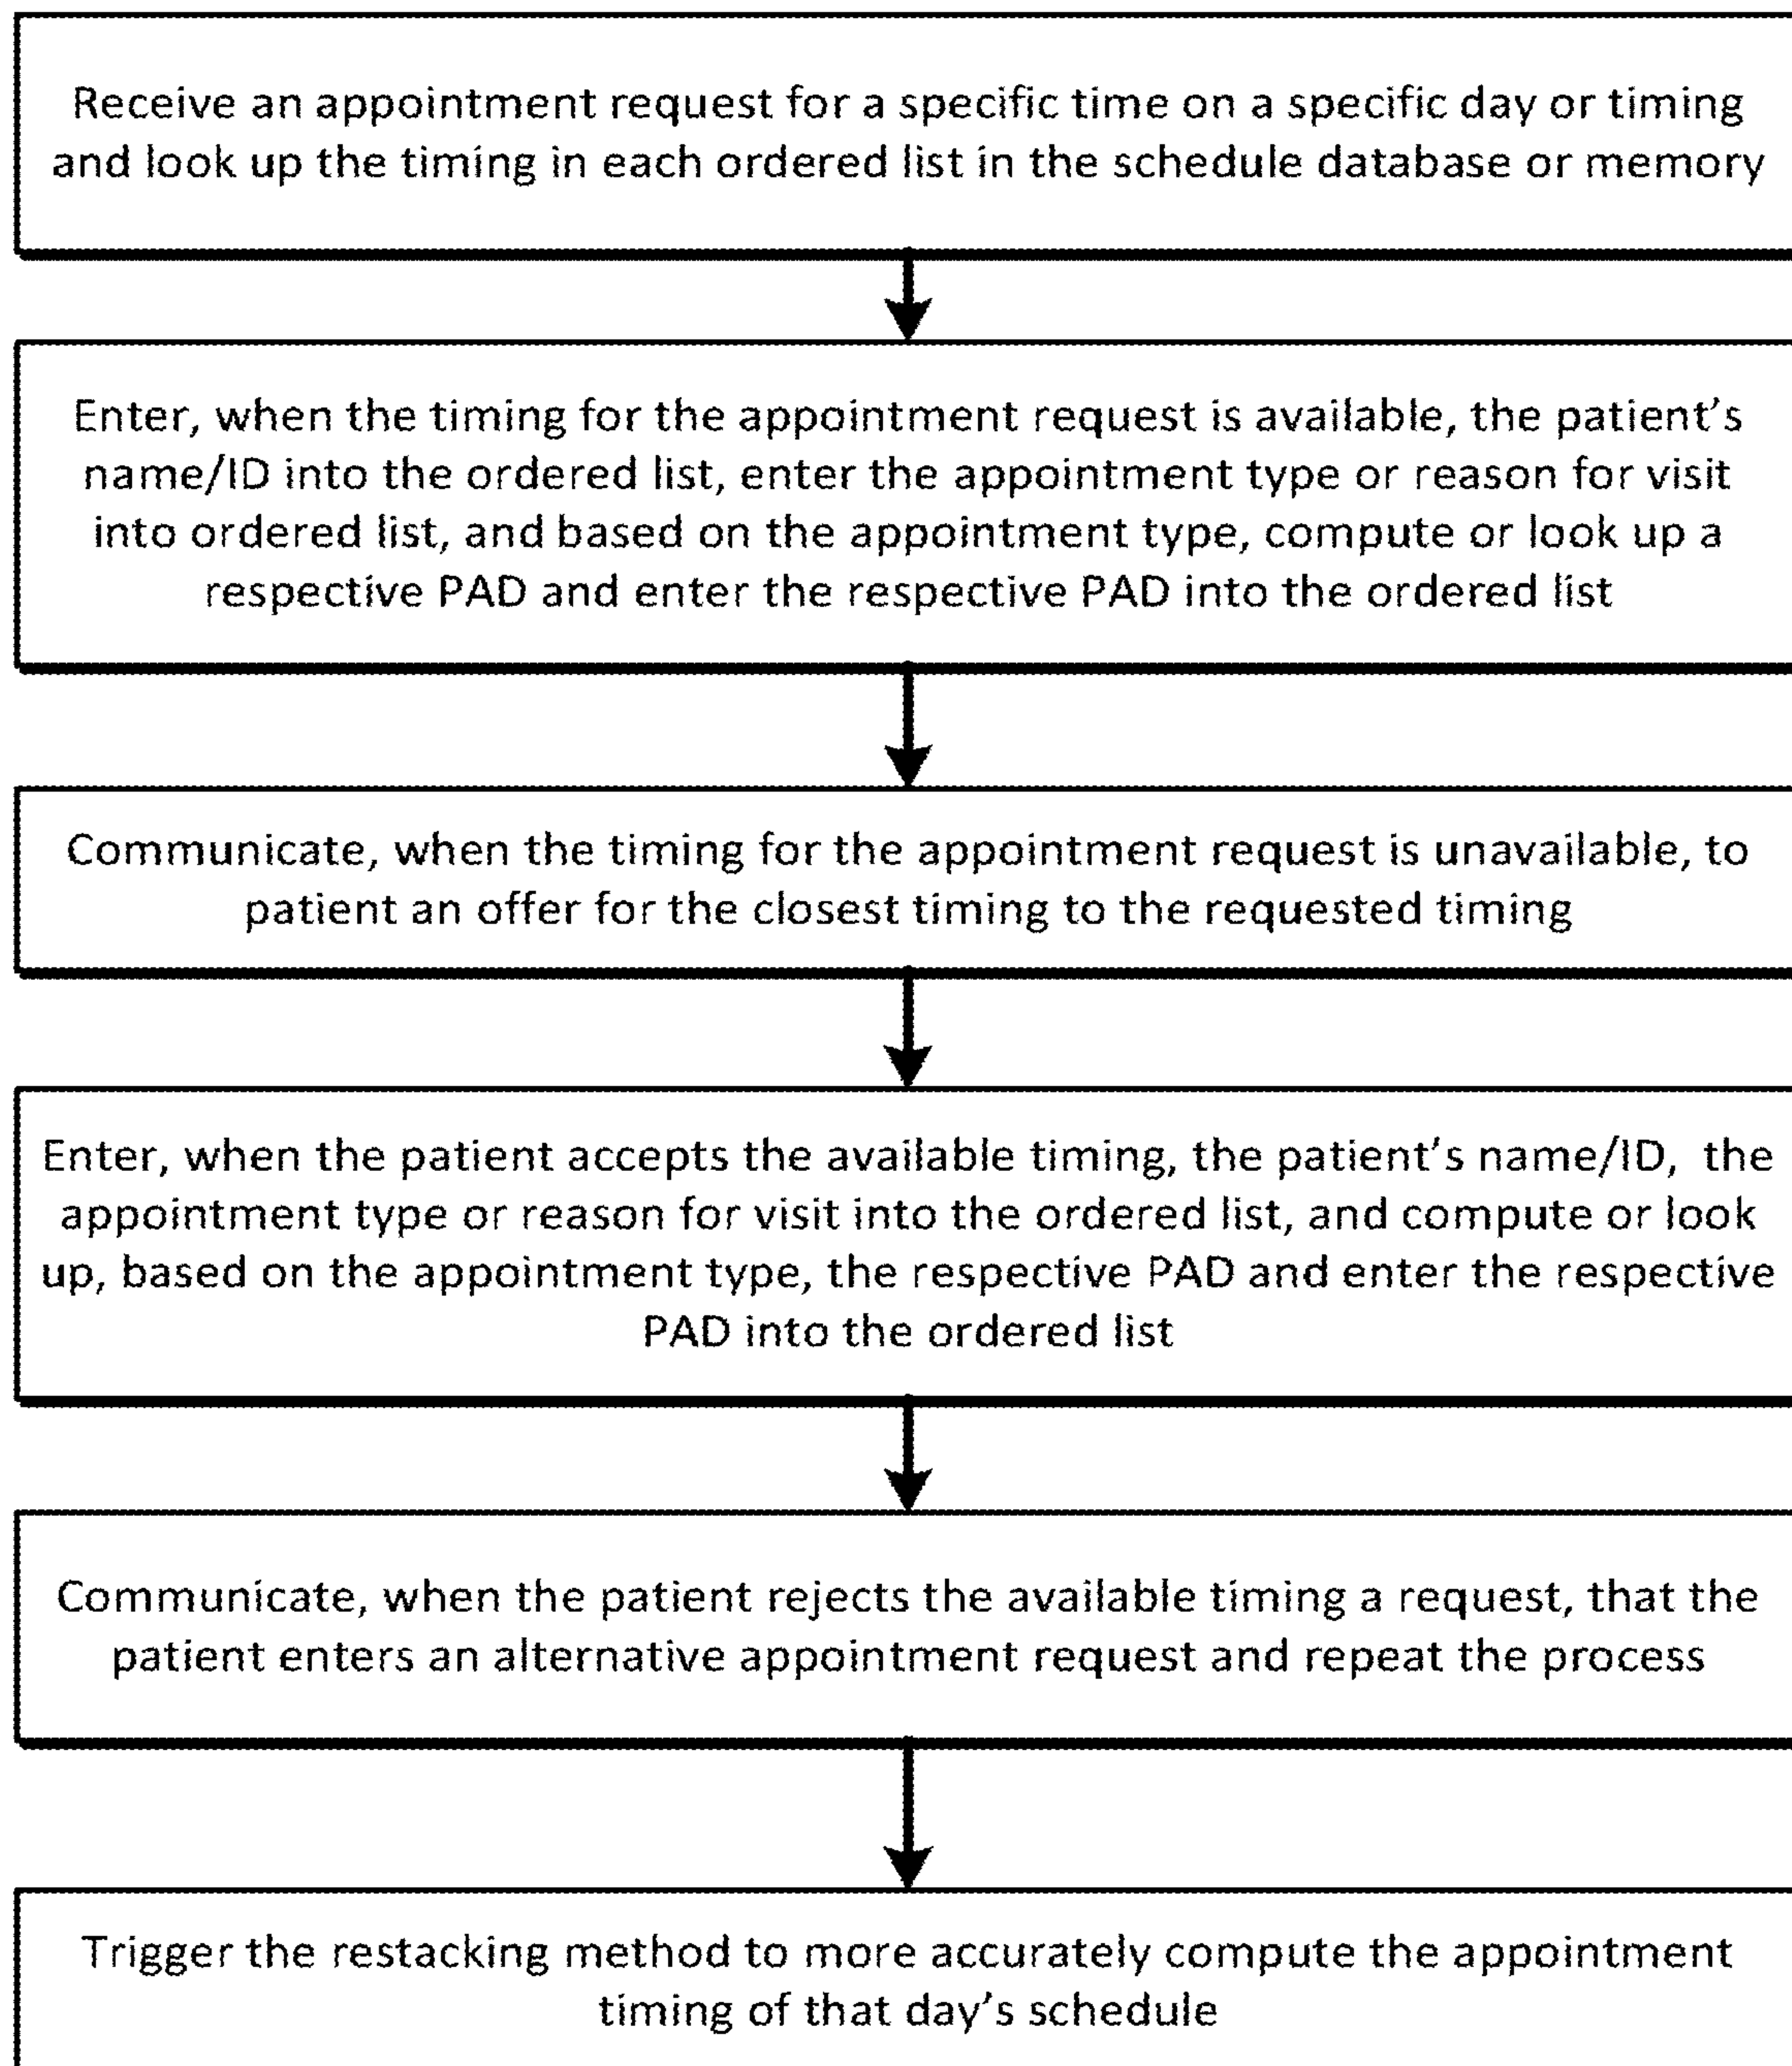 Receive an appointment request for a specific time on a specific day or timing
and look up the timing in each ordered list in the schedule database or memory
Enter, when the timing for the appointment request is available, the patient's
name/ID into the ordered list, enter the appointment type or reason for visit
into ordered list, and based on the appointment type, compute or look up a
respective PAD and enter the respective PAD into the ordered list
Communicate, when the timing for the appointment request is unavailable, to
patient an offer for the closest timing to the requested timing
Enter, when the patient accepts the available timing, the patient's name/ID, the
appointment type or reason for visit into the ordered list, and compute or look
up, based on the appointment type, the respective PAD and enter the respective
PAD into the ordered list
Communicate, when the patient rejects the available timing a request, that the
patient enters an alternative appointment request and repeat the process
Trigger the restacking method to more accurately compute the appointment
timing of that day's schedule